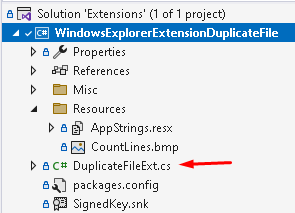 Solution 'Extensions' (1 of 1 project)
WindowsExplorerExtensionDuplicateFile
Properties
References
Misc
Resources
AppStrings.resx
CountLines.bmp
C# DuplicateFileExt.cs
packages.config
SignedKey.snk